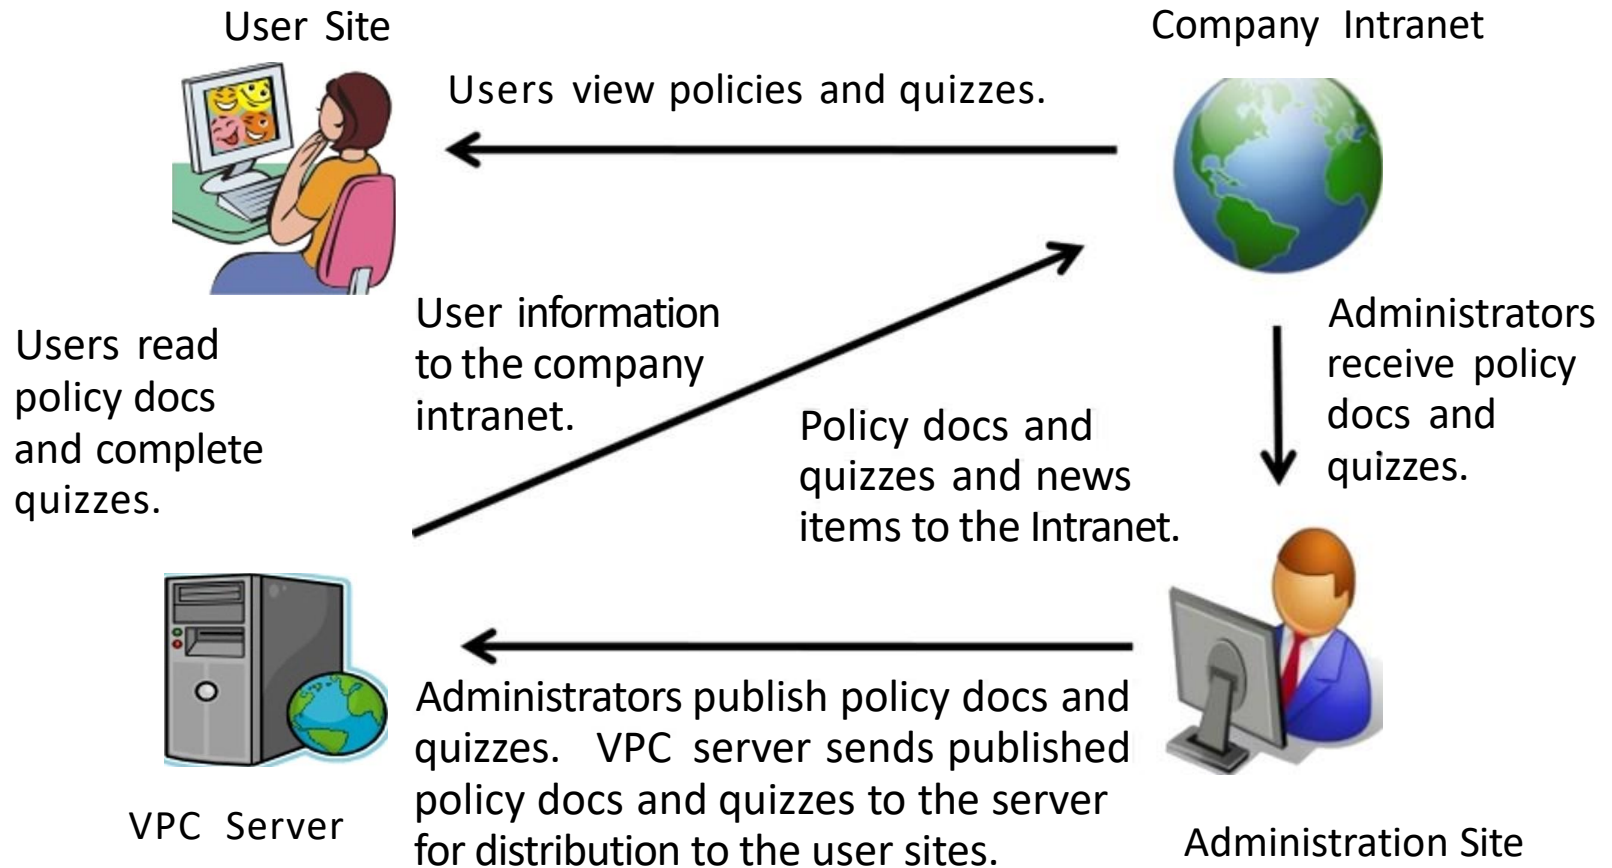 User Site
Company Intranet
Users view policies and quizzes.
User information
to the company
intranet.
Administrators
receive policy
docs and
quizzes.
Users read
policy docs
and complete
quizzes.
Policy docs and
quizzes and news
items to the Intranet.
Administrators publish policy docs and
quizzes. VPC server sends published
policy docs and quizzes to the server
for distribution to the user sites.
VPC Server
Administration Site